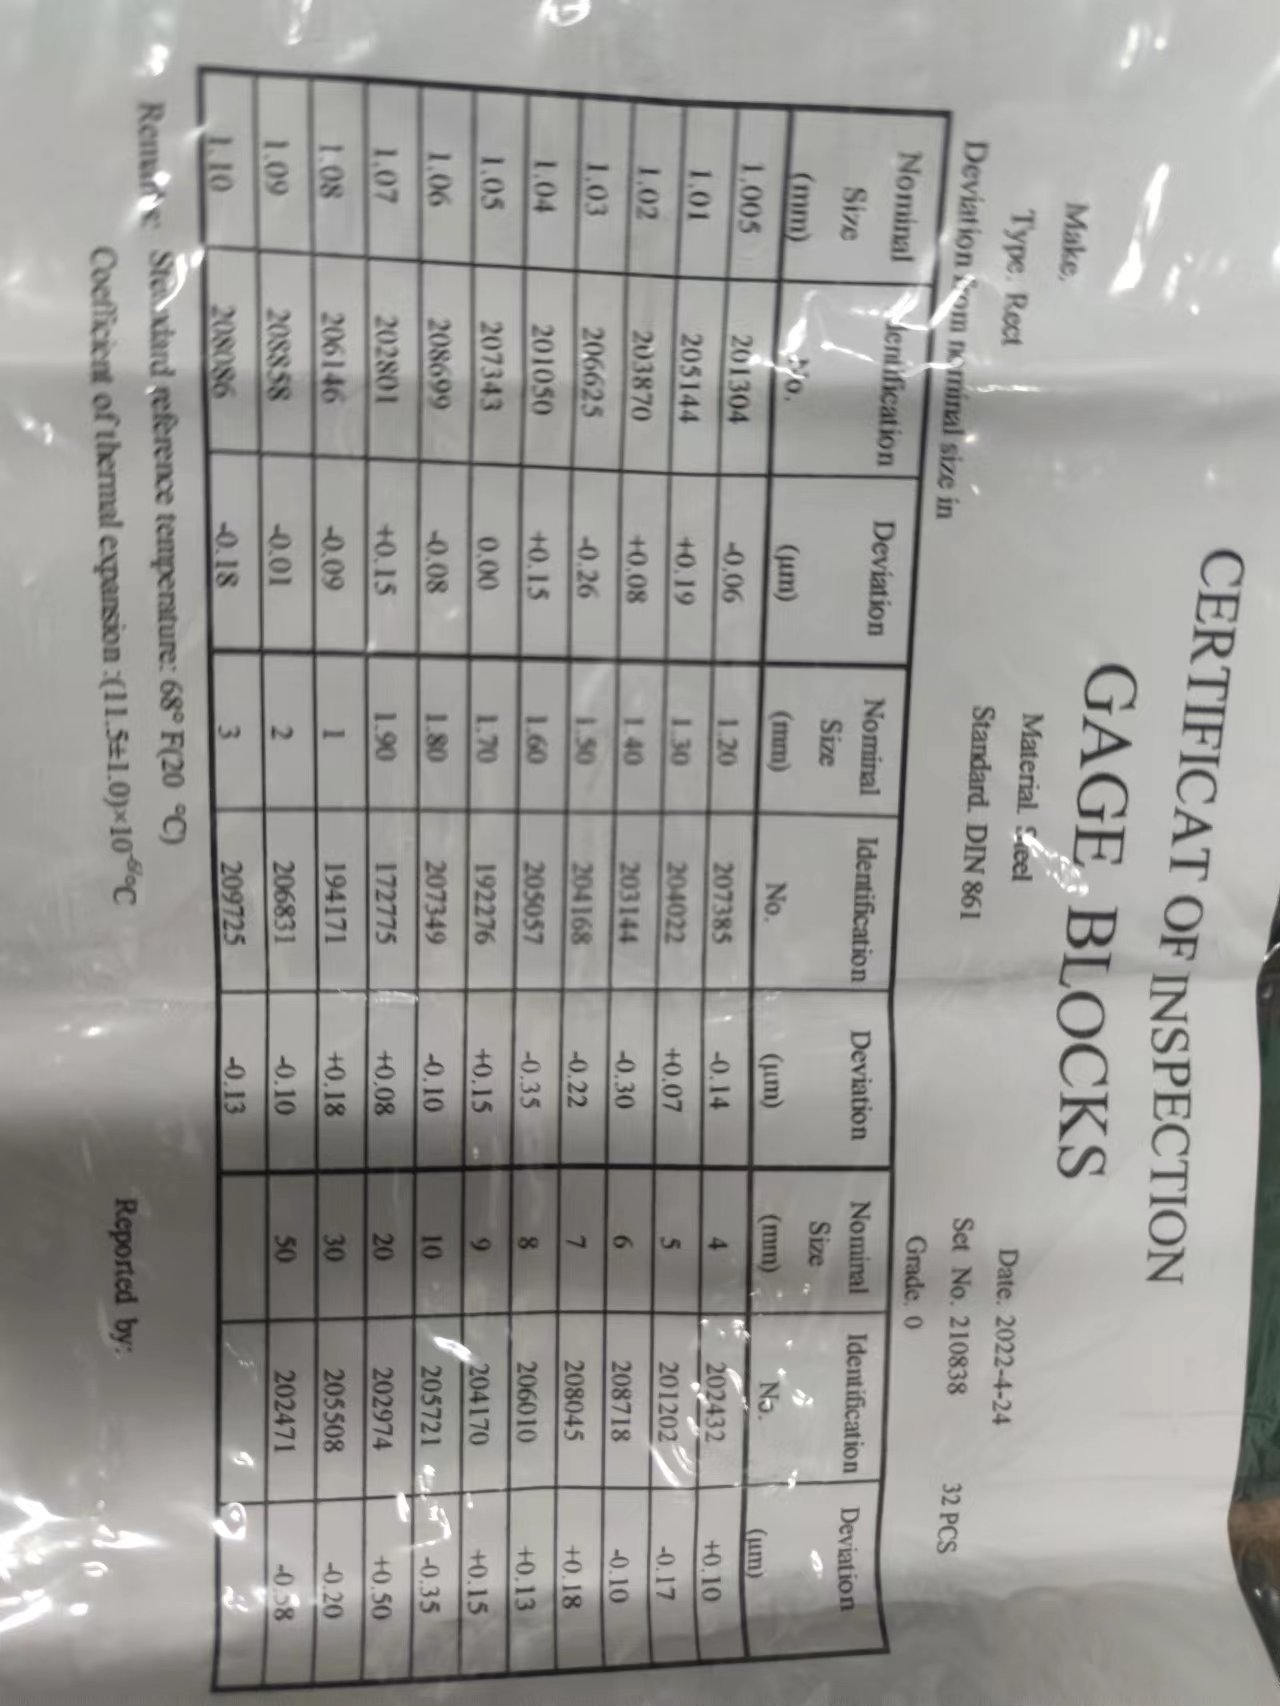 CERTIFICAT OF INSPECTION
GAGE BLOCKS
Make.
Type. Rect
Material. Steel
Standard. DIN 861
Date. 2022-4-24
Set No. 210838 32 PCS
Grade. 0
Deviation from nominal size in
Nominal Size (mm) Identification No. Deviation (μm) Nominal Size (mm) Identification No. Deviation (μm) Nominal Size (mm) Identification No. Deviation (μm)
1.005 201304 -0.06 1.20 207385 -0.14 4 202432 +0.10
1.01 205144 +0.19 1.30 204022 +0.07 5 201202 -0.17
1.02 203870 +0.08 1.40 203144 -0.30 6 208718 -0.10
1.03 206625 -0.26 1.50 204168 -0.22 7 208045 +0.18
1.04 201050 +0.15 1.60 205057 -0.35 8 206010 +0.13
1.05 207343 0.00 1.70 192276 +0.15 9 204170 +0.15
1.06 208699 -0.08 1.80 207349 -0.10 10 205721 -0.35
1.07 202801 +0.15 1.90 172775 +0.08 20 202974 +0.50
1.08 206146 -0.09 1 194171 +0.18 30 205508 -0.20
1.09 208858 -0.01 2 206831 -0.10 50 202471 -0.58
1.10 208086 -0.18 3 209725 -0.13
Remarks: Standard reference temperature: 68° F(20 °C)
Coefficient of thermal expansion :(11.5±1.0)×10⁻⁶/°C
Reported by: